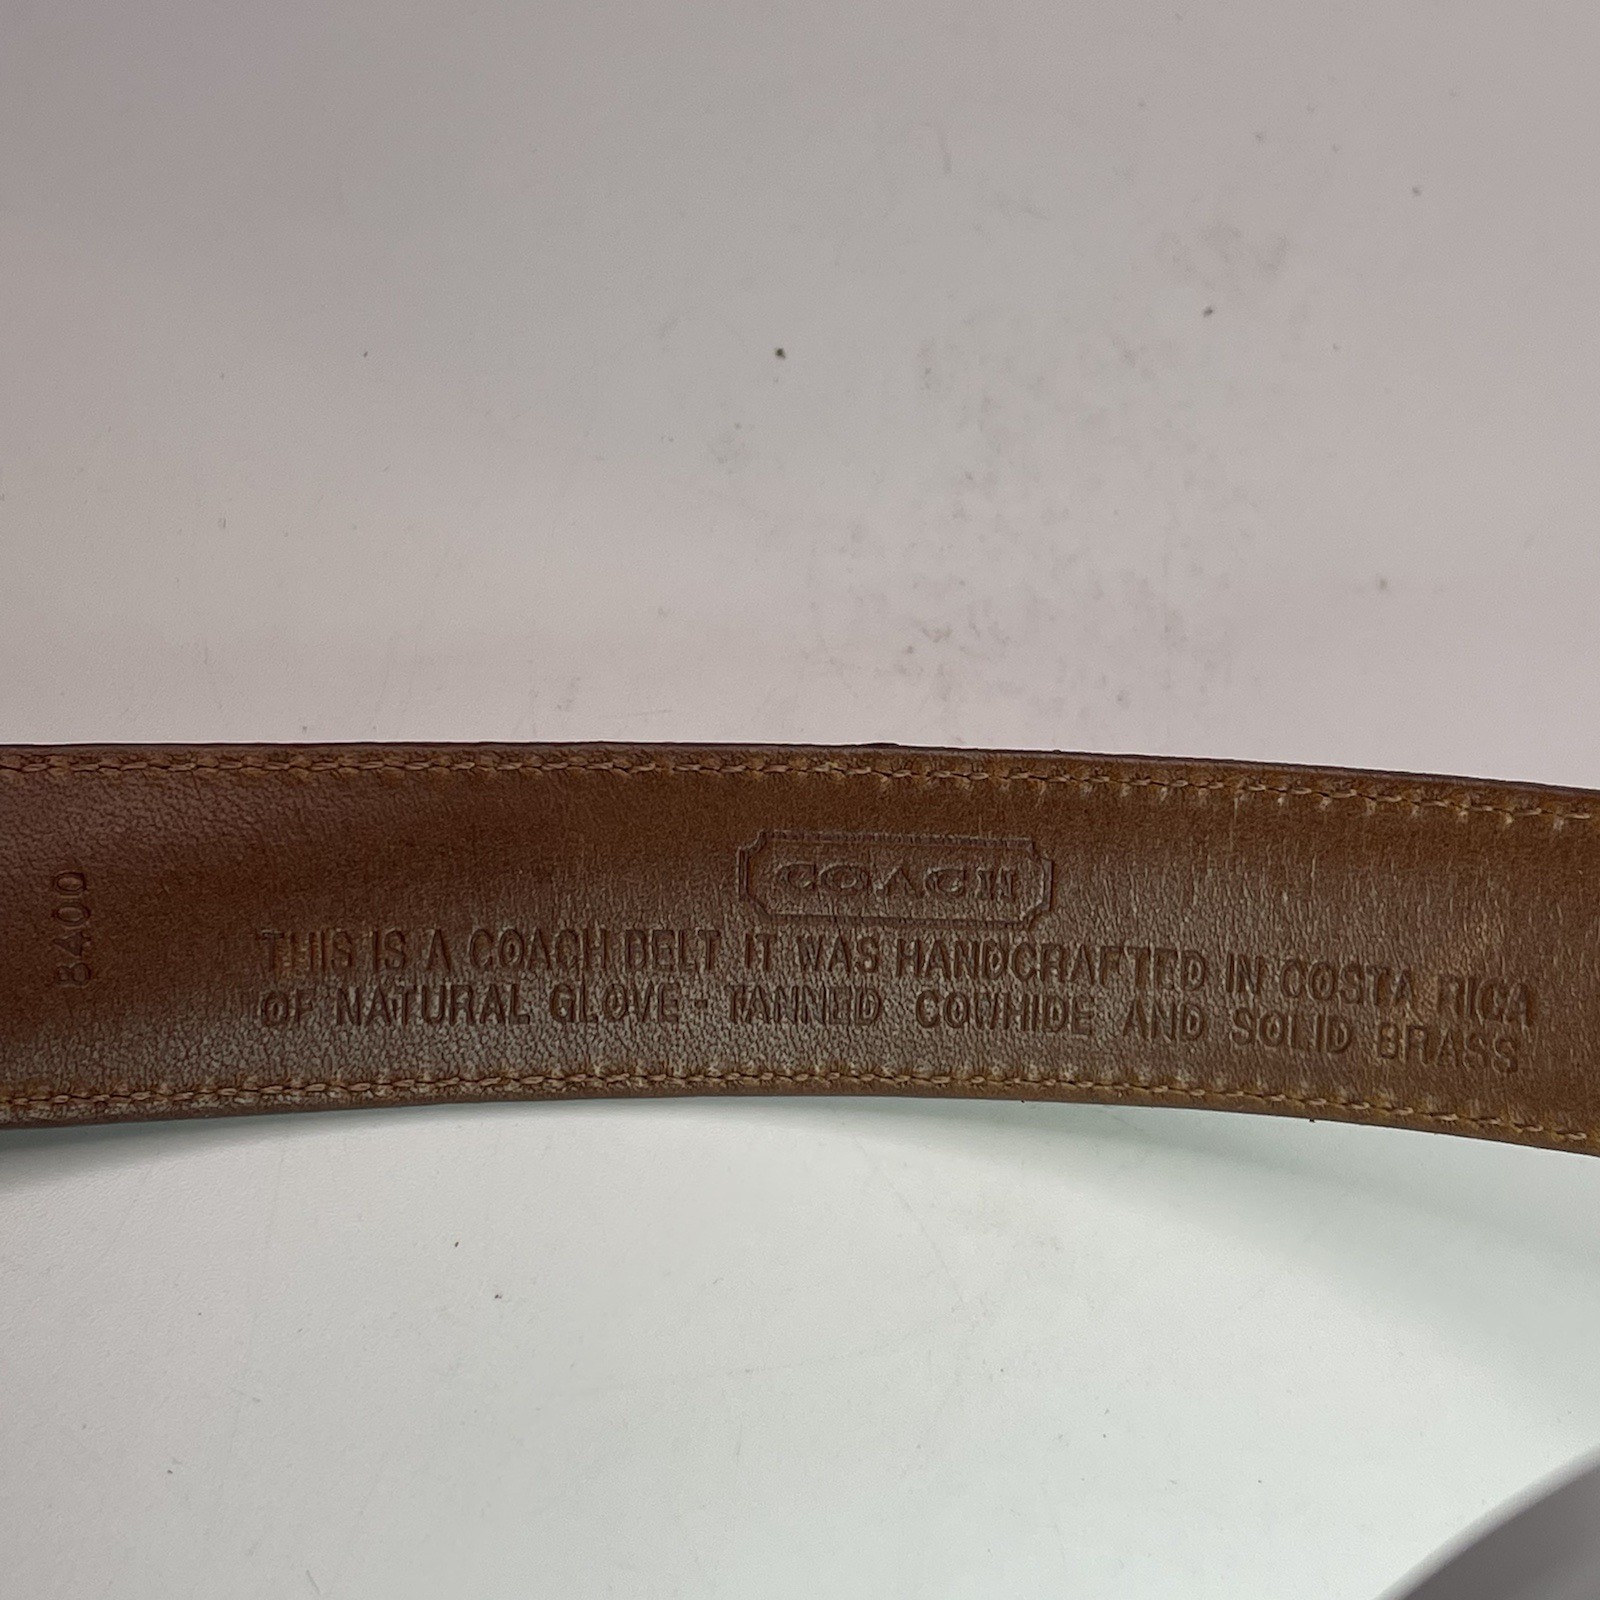 8400
COACH
THIS IS A COACH BELT IT WAS HANDCRAFTED IN COSTA RICA
OF NATURAL GLOVE - TANNED COWHIDE AND SOLID BRASS